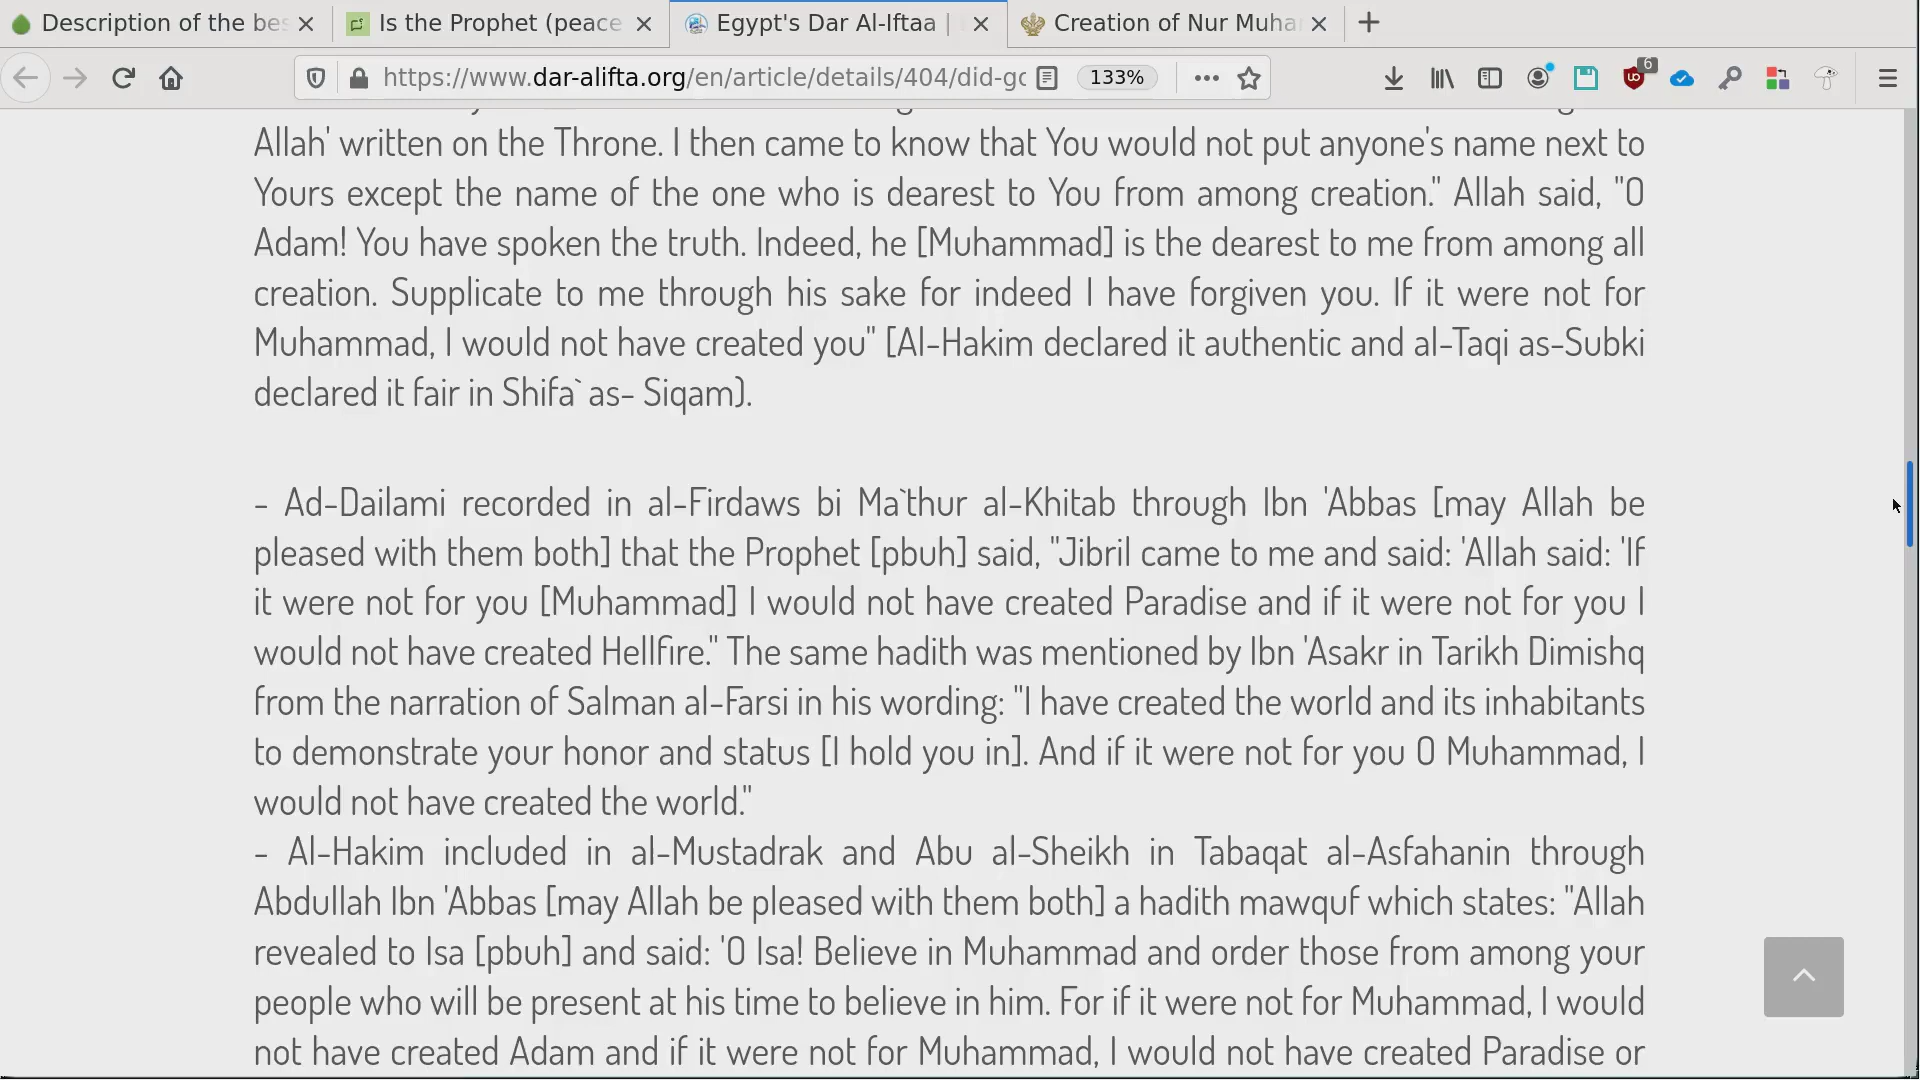 Description of the bes
Is the Prophet (peace
Egypt's Dar Al-Iftaa |
Creation of Nur Muha
https://www.dar-alifta.org/en/article/details/404/did-gc
133%
6
Allah' written on the Throne. I then came to know that You would not put anyone's name next to
Yours except the name of the one who is dearest to You from among creation." Allah said, "O
Adam! You have spoken the truth. Indeed, he [Muhammad] is the dearest to me from among all
creation. Supplicate to me through his sake for indeed I have forgiven you. If it were not for
Muhammad, I would not have created you" [Al-Hakim declared it authentic and al-Taqi as-Subki
declared it fair in Shifa` as- Siqam).
- Ad-Dailami recorded in al-Firdaws bi Ma`thur al-Khitab through Ibn 'Abbas [may Allah be
pleased with them both] that the Prophet [pbuh] said, "Jibril came to me and said: 'Allah said: 'If
it were not for you [Muhammad] I would not have created Paradise and if it were not for you I
would not have created Hellfire." The same hadith was mentioned by Ibn 'Asakr in Tarikh Dimishq
from the narration of Salman al-Farsi in his wording: "I have created the world and its inhabitants
to demonstrate your honor and status [I hold you in]. And if it were not for you O Muhammad, I
would not have created the world."
- Al-Hakim included in al-Mustadrak and Abu al-Sheikh in Tabaqat al-Asfahanin through
Abdullah Ibn 'Abbas [may Allah be pleased with them both] a hadith mawquf which states: "Allah
revealed to Isa [pbuh] and said: 'O Isa! Believe in Muhammad and order those from among your
people who will be present at his time to believe in him. For if it were not for Muhammad, I would
not have created Adam and if it were not for Muhammad, I would not have created Paradise or